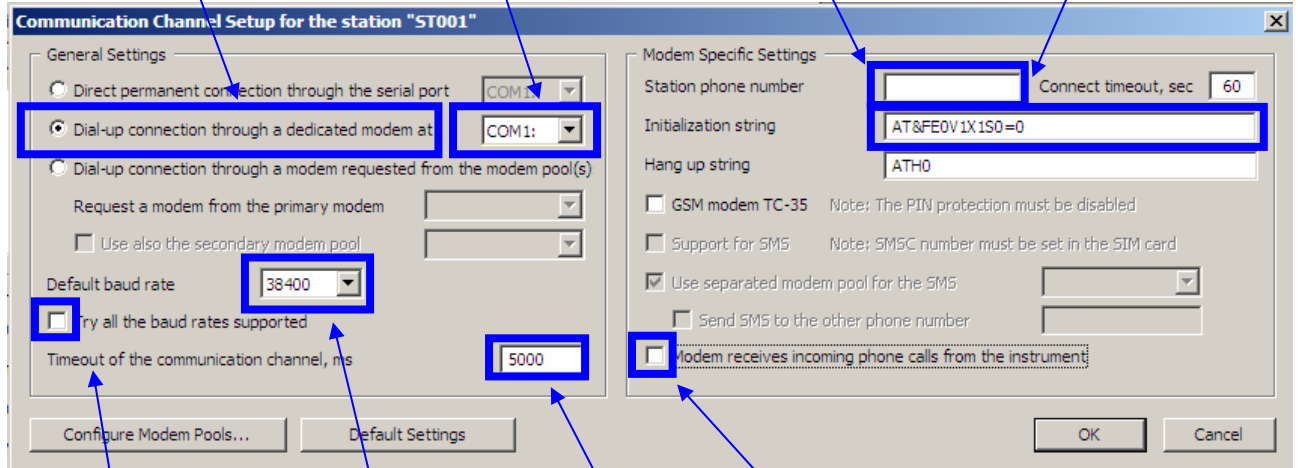 Communication Channel Setup for the station "ST001"
General Settings
Direct permanent connection through the serial port COM1:
Dial-up connection through a dedicated modem at COM1:
Dial-up connection through a modem requested from the modem pool(s)
Request a modem from the primary modem
Use also the secondary modem pool
Default baud rate 38400
Try all the baud rates supported
Timeout of the communication channel, ms 5000
Modem Specific Settings
Station phone number Connect timeout, sec 60
Initialization string AT&FE0V1X1S0=0
Hang up string ATH0
GSM modem TC-35 Note: The PIN protection must be disabled
Support for SMS Note: SMSC number must be set in the SIM card
Use separated modem pool for the SMS
Send SMS to the other phone number
Modem receives incoming phone calls from the instrument
Configure Modem Pools... Default Settings OK Cancel